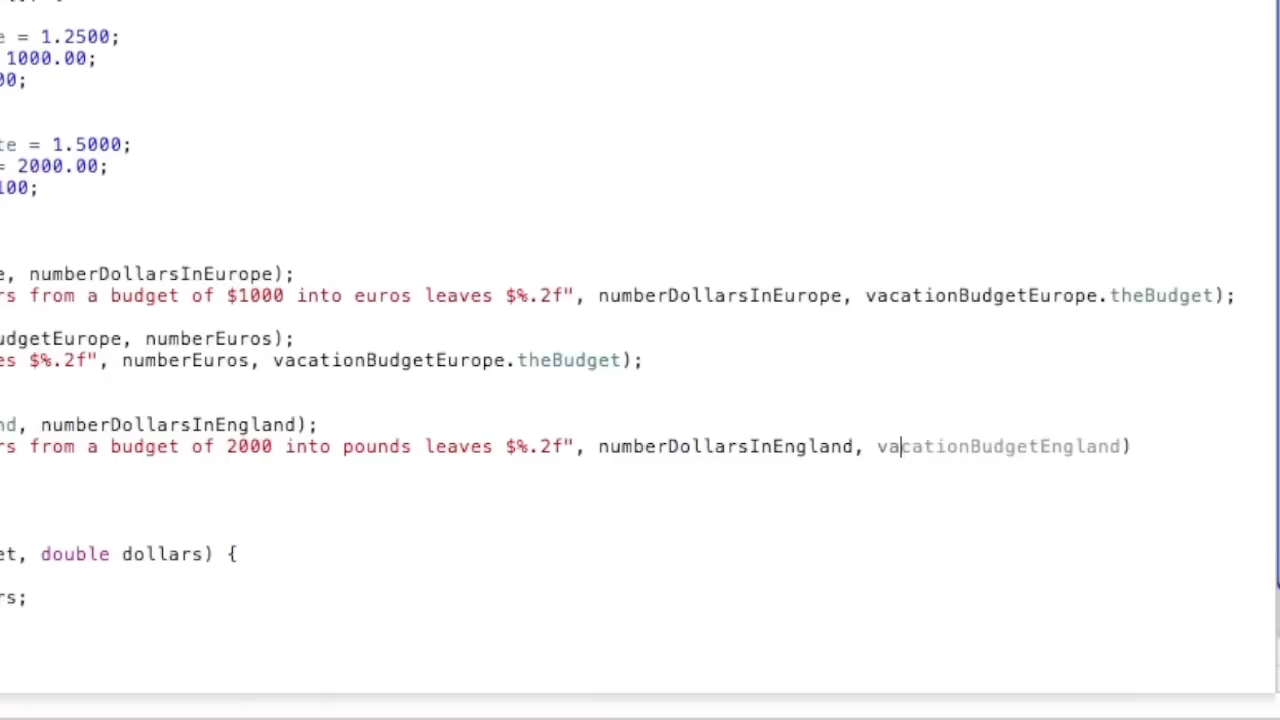 e = 1.2500;
1000.00;
00;
te = 1.5000;
= 2000.00;
100;
e, numberDollarsInEurope);
rs from a budget of $1000 into euros leaves $%.2f", numberDollarsInEurope, vacationBudgetEurope.theBudget);
udgetEurope, numberEuros);
es $%.2f", numberEuros, vacationBudgetEurope.theBudget);
nd, numberDollarsInEngland);
rs from a budget of 2000 into pounds leaves $%.2f", numberDollarsInEngland, vacationBudgetEngland)
et, double dollars) {
rs;